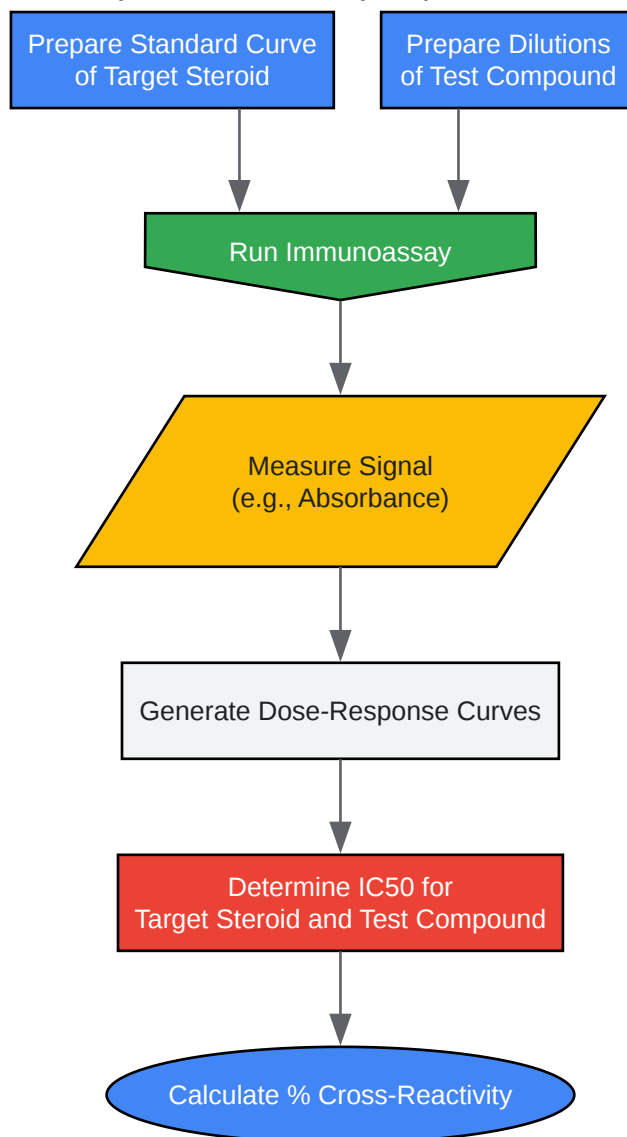 Prepare Standard Curve
of Target Steroid
Prepare Dilutions
of Test Compound
Run Immunoassay
Measure Signal
(e.g., Absorbance)
Generate Dose-Response Curves
Determine IC50 for
Target Steroid and Test Compound
Calculate % Cross-Reactivity